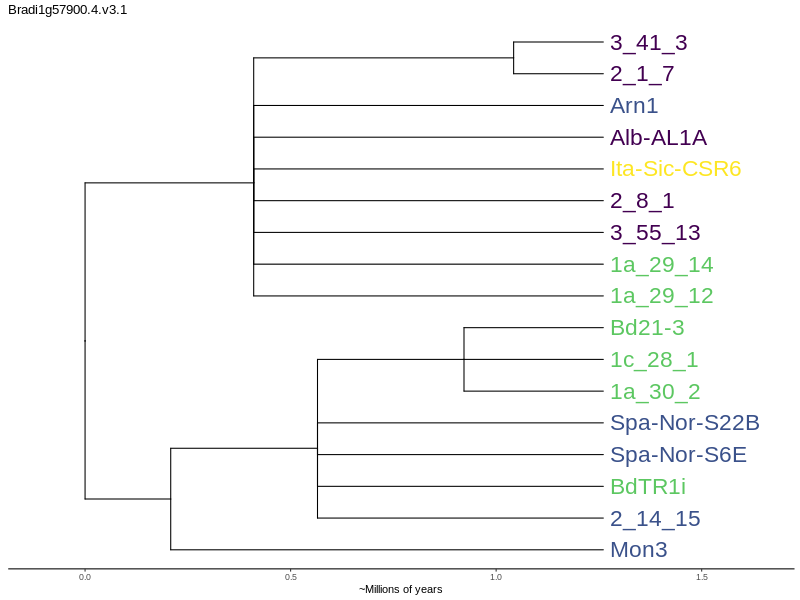 Bradi1g57900.4.v3.1
3_41_3
2_1_7
Arn1
Alb-AL1A
Ita-Sic-CSR6
2_8_1
3_55_13
1a_29_14
1a_29_12
Bd21-3
1c_28_1
1a_30_2
Spa-Nor-S22B
Spa-Nor-S6E
BdTR1i
2_14_15
Mon3
0.0 0.5 1.0 1.5
~Millions of years